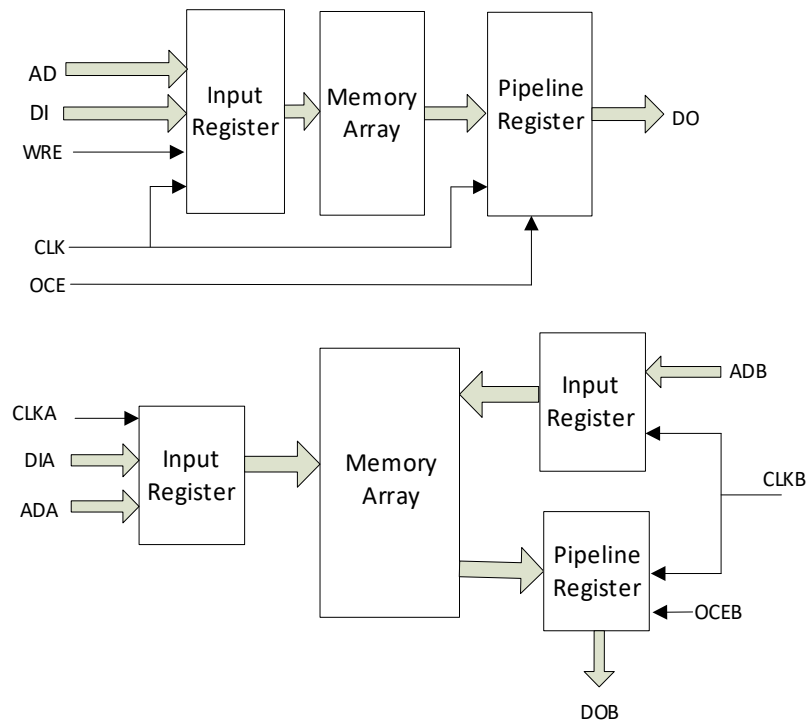 AD
DI
WRE
CLK
OCE
Input
Register
Memory
Array
Pipeline
Register
DO
CLKA
DIA
ADA
Input
Register
Memory
Array
Input
Register
ADB
CLKB
Pipeline
Register
OCEB
DOB